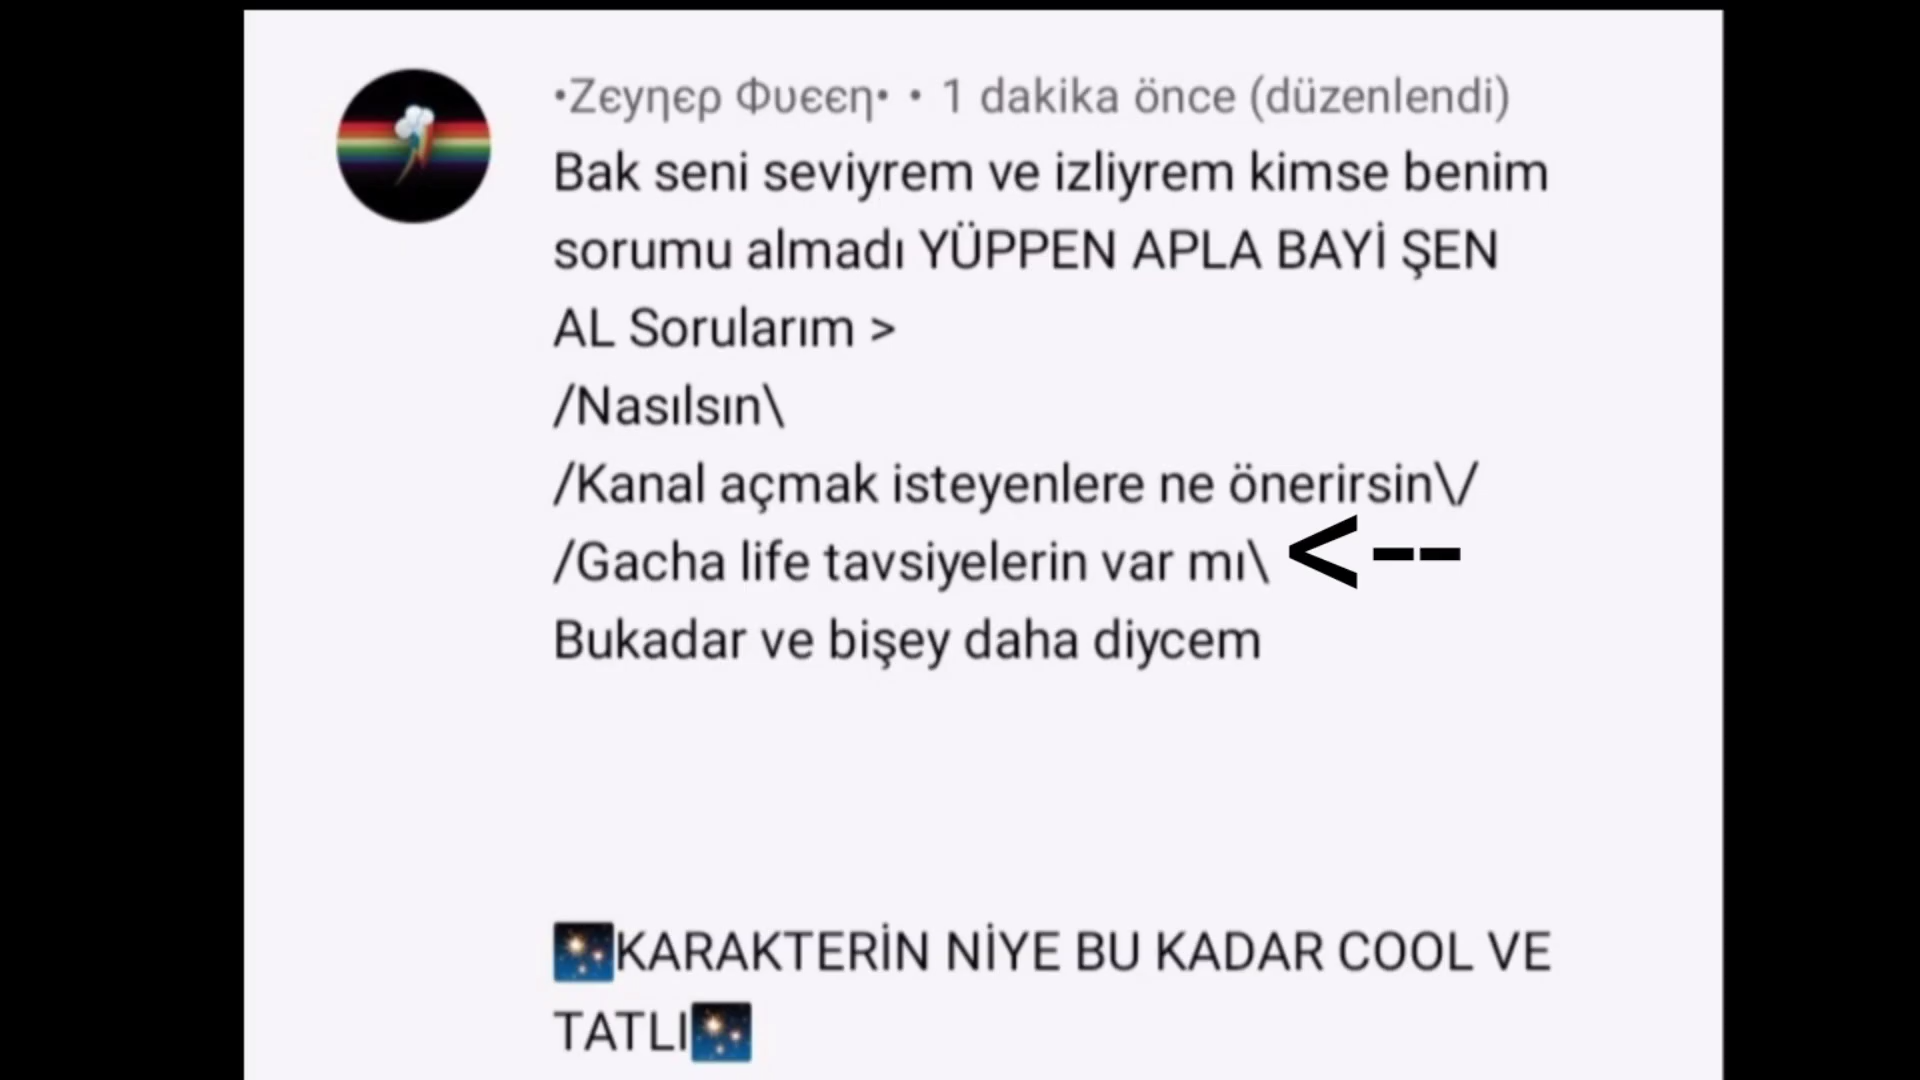 •Zєyηєρ Φυєєη• • 1 dakika önce (düzenlendi)
Bak seni seviyrem ve izliyrem kimse benim
sorumu almadı YÜPPEN APLA BAYİ ŞEN
AL Sorularım >
/Nasılsın\
/Kanal açmak isteyenlere ne önerirsin\/
/Gacha life tavsiyelerin var mı\ <--
Bukadar ve bişey daha diycem
🎇KARAKTERİN NİYE BU KADAR COOL VE
TATLI🎇